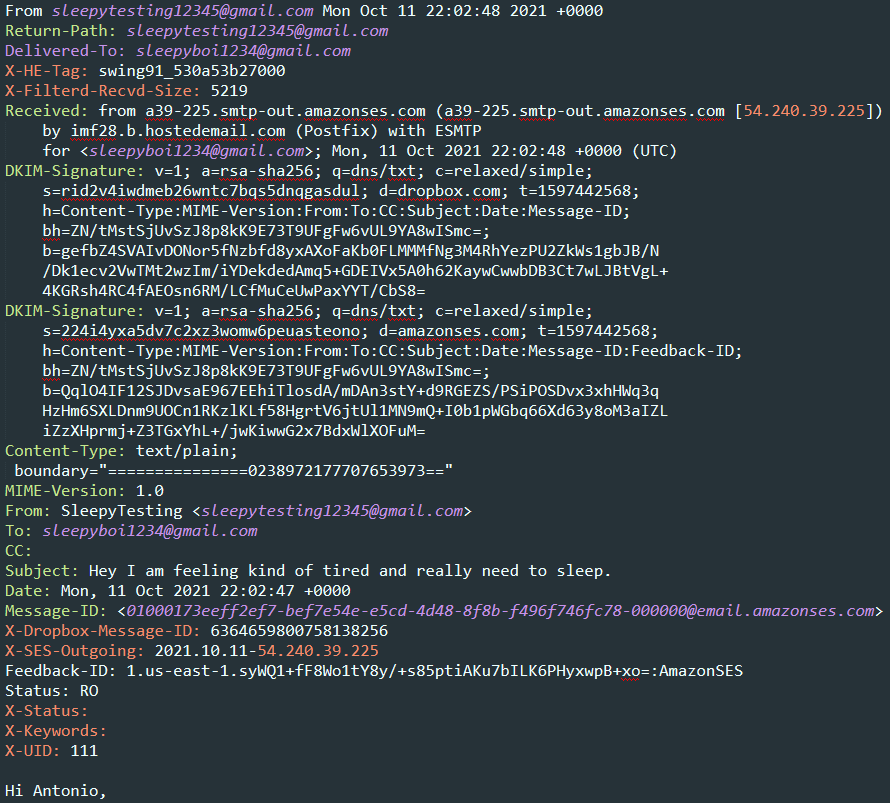 From sleepytesting12345@gmail.com Mon Oct 11 22:02:48 2021 +0000
Return-Path: sleepytesting12345@gmail.com
Delivered-To: sleepyboi1234@gmail.com
X-HE-Tag: swing91_530a53b27000
X-Filterd-Recvd-Size: 5219
Received: from a39-225.smtp-out.amazonses.com (a39-225.smtp-out.amazonses.com [54.240.39.225])
by imf28.b.hostedemail.com (Postfix) with ESMTP
for <sleepyboi1234@gmail.com>; Mon, 11 Oct 2021 22:02:48 +0000 (UTC)
DKIM-Signature: v=1; a=rsa-sha256; q=dns/txt; c=relaxed/simple;
s=rid2v4iwdmeb26wntc7bqs5dnqgasdul; d=dropbox.com; t=1597442568;
h=Content-Type:MIME-Version:From:To:CC:Subject:Date:Message-ID;
bh=ZN/tMstSjUvSzJ8p8kK9E73T9UFgFw6vUL9YA8wISmc=;
b=gefbZ4SVAIvDONor5fNzbfd8yxAXoFaKb0FLMMMfNg3M4RhYezPU2ZkWs1gbJB/N
/Dk1ecv2VwTMt2wzIm/iYDekdedAmq5+GDEIVx5A0h62KaywCwwbDB3Ct7wLJBtVgL+
4KGRsh4RC4fAEOsn6RM/LCfMuCeUwPaxYYT/CbS8=
DKIM-Signature: v=1; a=rsa-sha256; q=dns/txt; c=relaxed/simple;
s=224i4yxa5dv7c2xz3womw6peuasteono; d=amazonses.com; t=1597442568;
h=Content-Type:MIME-Version:From:To:CC:Subject:Date:Message-ID:Feedback-ID;
bh=ZN/tMstSjUvSzJ8p8kK9E73T9UFgFw6vUL9YA8wISmc=;
b=QqlO4IF12SJDvsaE967EEhiTlosdA/mDAn3stY+d9RGEZS/PSiPOSDvx3xhHWq3q
HzHm6SXLDnm9UOCn1RKzlKLf58HgrtV6jtUl1MN9mQ+I0b1pWGbq66Xd63y8oM3aIZL
iZzXHprmj+Z3TGxYhL+/jwKiwwG2x7BdxWlXOFuM=
Content-Type: text/plain;
boundary="===============0238972177707653973=="
MIME-Version: 1.0
From: SleepyTesting <sleepytesting12345@gmail.com>
To: sleepyboi1234@gmail.com
CC:
Subject: Hey I am feeling kind of tired and really need to sleep.
Date: Mon, 11 Oct 2021 22:02:47 +0000
Message-ID: <01000173eeff2ef7-bef7e54e-e5cd-4d48-8f8b-f496f746fc78-000000@email.amazonses.com>
X-Dropbox-Message-ID: 6364659800758138256
X-SES-Outgoing: 2021.10.11-54.240.39.225
Feedback-ID: 1.us-east-1.syWQ1+fF8Wo1tY8y/+s85ptiAKu7bILK6PHyxwpB+xo=:AmazonSES
Status: RO
X-Status:
X-Keywords:
X-UID: 111
Hi Antonio,